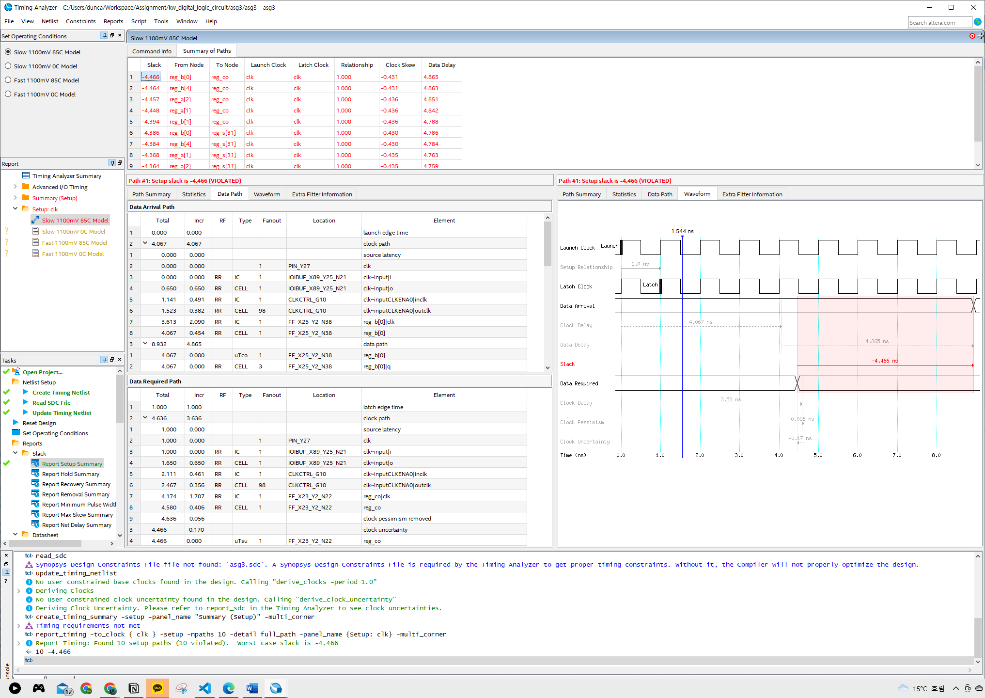 Timing Analyzer - C:/Users/dunca/Workspace/Assignment/kw_digital_logic_circuit/asg3/asg3 - asg3
File View Netlist Constraints Reports Script Tools Window Help
Search altera.com
Set Operating Conditions
Slow 1100mV 85C Model
Slow 1100mV 0C Model
Fast 1100mV 85C Model
Fast 1100mV 0C Model
Slow 1100mV 85C Model
Command Info Summary of Paths
Slack From Node To Node Launch Clock Latch Clock Relationship Clock Skew Data Delay
1 -4.466 reg_b[0] reg_co clk clk 1.000 -0.431 4.865
2 -4.464 reg_b[4] reg_co clk clk 1.000 -0.431 4.863
3 -4.457 reg_a[2] reg_co clk clk 1.000 -0.436 4.851
4 -4.448 reg_a[1] reg_co clk clk 1.000 -0.436 4.842
5 -4.394 reg_b[1] reg_co clk clk 1.000 -0.436 4.788
6 -4.386 reg_b[0] reg_s[31] clk clk 1.000 -0.430 4.786
7 -4.384 reg_b[4] reg_s[31] clk clk 1.000 -0.430 4.784
8 -4.368 reg_a[1] reg_s[31] clk clk 1.000 -0.435 4.763
9 -4.364 reg_a[2] reg_s[31] clk clk 1.000 -0.435 4.759
Report
Timing Analyzer Summary
Advanced I/O Timing
Summary (Setup)
Setup: clk
Slow 1100mV 85C Model
Slow 1100mV 0C Model
Fast 1100mV 85C Model
Fast 1100mV 0C Model
Path #1: Setup slack is -4.466 (VIOLATED)
Path Summary Statistics Data Path Waveform Extra Fitter Information
Data Arrival Path
Total Incr RF Type Fanout Location Element
1 0.000 0.000 launch edge time
2 4.067 4.067 clock path
1 0.000 0.000 source latency
2 0.000 0.000 1 PIN_Y27 clk
3 0.000 0.000 RR IC 1 IOIBUF_X89_Y25_N21 clk~input|i
4 0.650 0.650 RR CELL 1 IOIBUF_X89_Y25_N21 clk~input|o
5 1.141 0.491 RR IC 1 CLKCTRL_G10 clk~inputCLKENA0|inclk
6 1.523 0.382 RR CELL 98 CLKCTRL_G10 clk~inputCLKENA0|outclk
7 3.613 2.090 RR IC 1 FF_X25_Y2_N38 reg_b[0]|clk
8 4.067 0.454 RR CELL 1 FF_X25_Y2_N38 reg_b[0]
3 8.932 4.865 data path
1 4.067 0.000 uTco 1 FF_X25_Y2_N38 reg_b[0]
2 4.067 0.000 RR CELL 3 FF_X25_Y2_N38 reg_b[0]|q
Data Required Path
Total Incr RF Type Fanout Location Element
1 1.000 1.000 latch edge time
2 4.636 3.636 clock path
1 1.000 0.000 source latency
2 1.000 0.000 1 PIN_Y27 clk
3 1.000 0.000 RR IC 1 IOIBUF_X89_Y25_N21 clk~input|i
4 1.650 0.650 RR CELL 1 IOIBUF_X89_Y25_N21 clk~input|o
5 2.111 0.461 RR IC 1 CLKCTRL_G10 clk~inputCLKENA0|inclk
6 2.467 0.356 RR CELL 98 CLKCTRL_G10 clk~inputCLKENA0|outclk
7 4.174 1.707 RR IC 1 FF_X23_Y2_N22 reg_co|clk
8 4.580 0.406 RR CELL 1 FF_X23_Y2_N22 reg_co
9 4.636 0.056 clock pessimism removed
3 4.466 -0.170 clock uncertainty
4 4.466 0.000 uTsu 1 FF_X23_Y2_N22 reg_co
Path #1: Setup slack is -4.466 (VIOLATED)
Path Summary Statistics Data Path Waveform Extra Fitter Information
1.544 ns
Launch Clock Launch
Setup Relationship 1.0 ns
Latch Clock Latch
Data Arrival
Clock Delay 4.067 ns
Data Delay 4.865 ns
Slack -4.466 ns
Data Required
Clock Delay
Clock Pessimism
Clock Uncertainty
Time (ns) 0.0 1.0 2.0 3.0 4.0 5.0 6.0 7.0 8.0
Tasks
Open Project...
Netlist Setup
Create Timing Netlist
Read SDC File
Update Timing Netlist
Reset Design
Set Operating Conditions
Reports
Slack
Report Setup Summary
Report Hold Summary
Report Recovery Summary
Report Removal Summary
Report Minimum Pulse Width
Report Max Skew Summary
Report Net Delay Summary
Datasheet
tcl> read_sdc
Synopsys Design Constraints File file not found: 'asg3.sdc'. A Synopsys Design Constraints File is required by the Timing Analyzer to get proper timing constraints. Without it, the Compiler will not properly optimize the design.
tcl> update_timing_netlist
No user constrained base clocks found in the design. Calling "derive_clocks -period 1.0"
Deriving Clocks
No user constrained clock uncertainty found in the design. Calling "derive_clock_uncertainty"
Deriving Clock Uncertainty. Please refer to report_sdc in the Timing Analyzer to see clock uncertainties.
tcl> create_timing_summary -setup -panel_name "Summary (Setup)" -multi_corner
Timing requirements not met
tcl> report_timing -to_clock { clk } -setup -npaths 10 -detail full_path -panel_name {Setup: clk} -multi_corner
Report Timing: Found 10 setup paths (10 violated). Worst case slack is -4.466
10 -4.466
tcl>
15°C 흐림